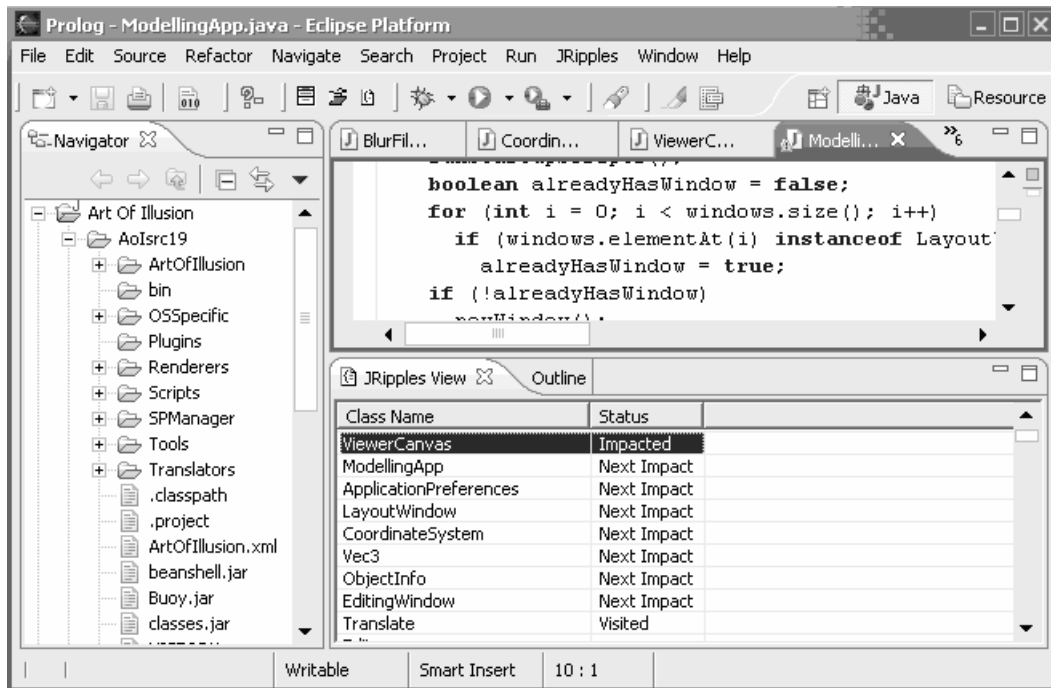 Prolog - ModellingApp.java - Eclipse Platform
File Edit Source Refactor Navigate Search Project Run JRipples Window Help
010 Java Resource
Navigator
Art Of Illusion
AoIsrc19
ArtOfIllusion
bin
OSSpecific
Plugins
Renderers
Scripts
SPManager
Tools
Translators
.classpath
.project
ArtOfIllusion.xml
beanshell.jar
Buoy.jar
classes.jar
BlurFil... Coordin... ViewerC... Modelli... »6
boolean alreadyHasWindow = false;
for (int i = 0; i < windows.size(); i++)
if (windows.elementAt(i) instanceof Layout
alreadyHasWindow = true;
if (!alreadyHasWindow)
newWindow();
JRipples View Outline
Class Name Status
ViewerCanvas Impacted
ModellingApp Next Impact
ApplicationPreferences Next Impact
LayoutWindow Next Impact
CoordinateSystem Next Impact
Vec3 Next Impact
ObjectInfo Next Impact
EditingWindow Next Impact
Translate Visited
Writable Smart Insert 10 : 1